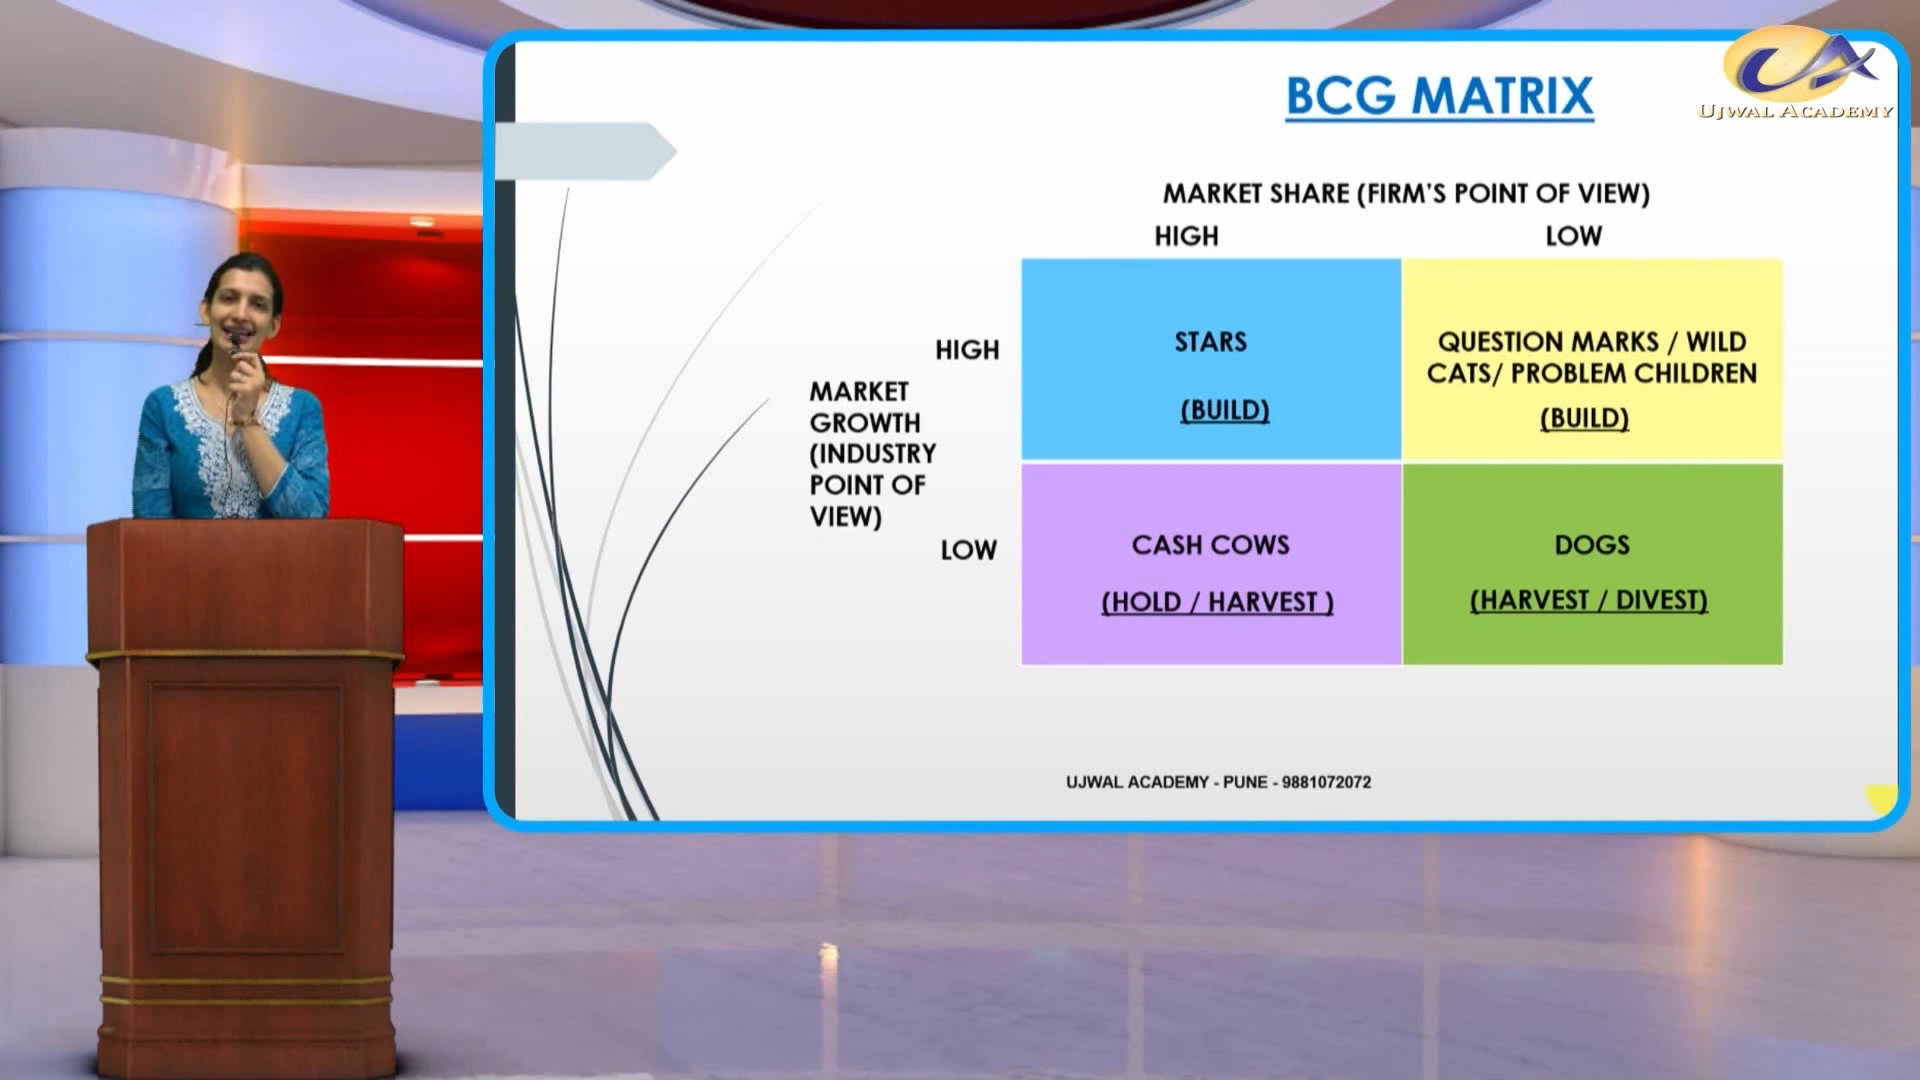 BCG MATRIX
UJWAL ACADEMY
MARKET SHARE (FIRM'S POINT OF VIEW)
HIGH
LOW
HIGH
MARKET
GROWTH
(INDUSTRY
POINT OF
VIEW)
LOW
STARS
(BUILD)
QUESTION MARKS / WILD
CATS/ PROBLEM CHILDREN
(BUILD)
CASH COWS
(HOLD / HARVEST )
DOGS
(HARVEST / DIVEST)
UJWAL ACADEMY - PUNE - 9881072072